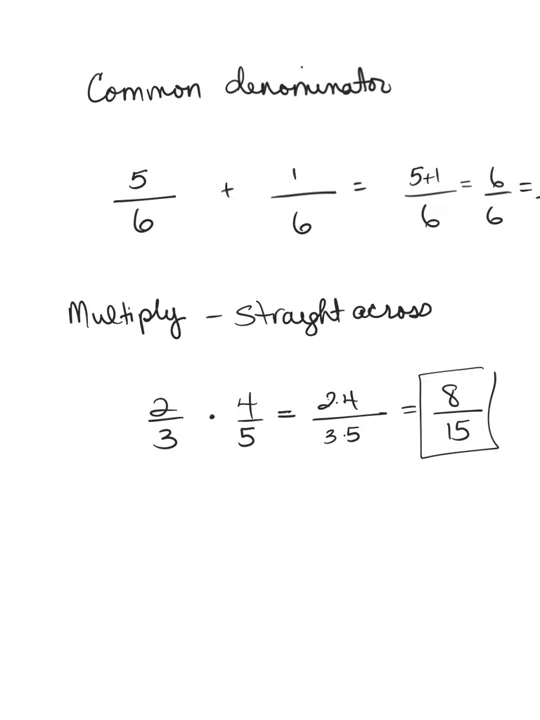 Common denominator
5/6 + 1/6 = 5+1/6 = 6/6 =
Multiply - Straight across
2/3 · 4/5 = 2·4/3·5 = 8/15